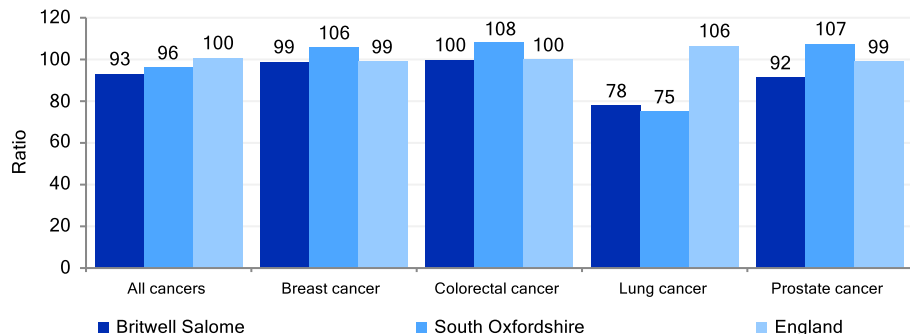 120
100
80
60
40
20
0
Ratio
93 96 100
99 106 99
100 108 100
78 75 106
92 107 99
All cancers Breast cancer Colorectal cancer Lung cancer Prostate cancer
Britwell Salome South Oxfordshire England